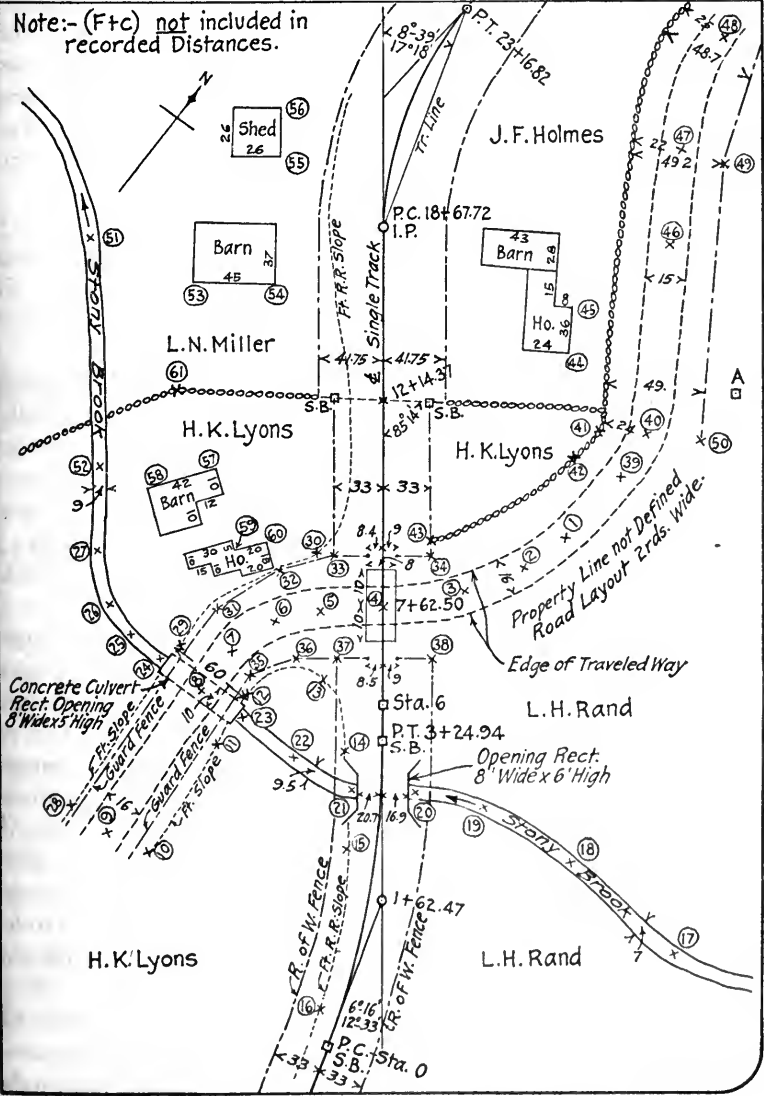 Note:- (F+c) not included in
recorded Distances.
8°-39'
17°18'
P.T. 23+16.82
Tr. Line
N
26
Shed
26
56
55
J.F. Holmes
24
48
48.7
22
47
49 2
49
P.C. 18+67.72
I.P.
51
Stony Brook
Barn
37
45
53
54
Ft. R.R. Slope
℄ Single Track
43
Barn
28
15
8
Ho.
36
24
45
44
46
15
L.N. Miller
41.75
41.75
61
S.B.
12+14.37
S.B.
85°14'
49.
A
H.K. Lyons
H.K. Lyons
41
24
40
50
42
39
52
9
58
57
42
Barn
10
12
10
33
33
27
59
60
30
5
20
Ho.
15
20
30
33
8.4
9
43
8
34
1
2
16
3
Property Line not Defined
Road Layout 2rds. Wide.
26
32
31
6
5
10
4
10
7+62.50
25
29
7
24
8
60
35
36
37
38
Edge of Traveled Way
Concrete Culvert
Rect. Opening
8'Wide x 5'High
10
12
13
8.5
9
Sta. 6
L.H. Rand
23
11
P.T. 3+24.94
S.B.
Ft. Slope
Guard Fence
Guard Fence
Ft. Slope
22
14
Opening Rect.
8" Wide x 6' High
9.5
28
16
9
10
21
20.7
16.9
20
19
Stony Brook
18
15
7
17
1+62.47
R. of W. Fence
Ft. R.R. Slope
R. of W. Fence
H.K. Lyons
L.H. Rand
16
6°-16'
12°-33'
P.C.-Sta. 0
S.B.
33
33